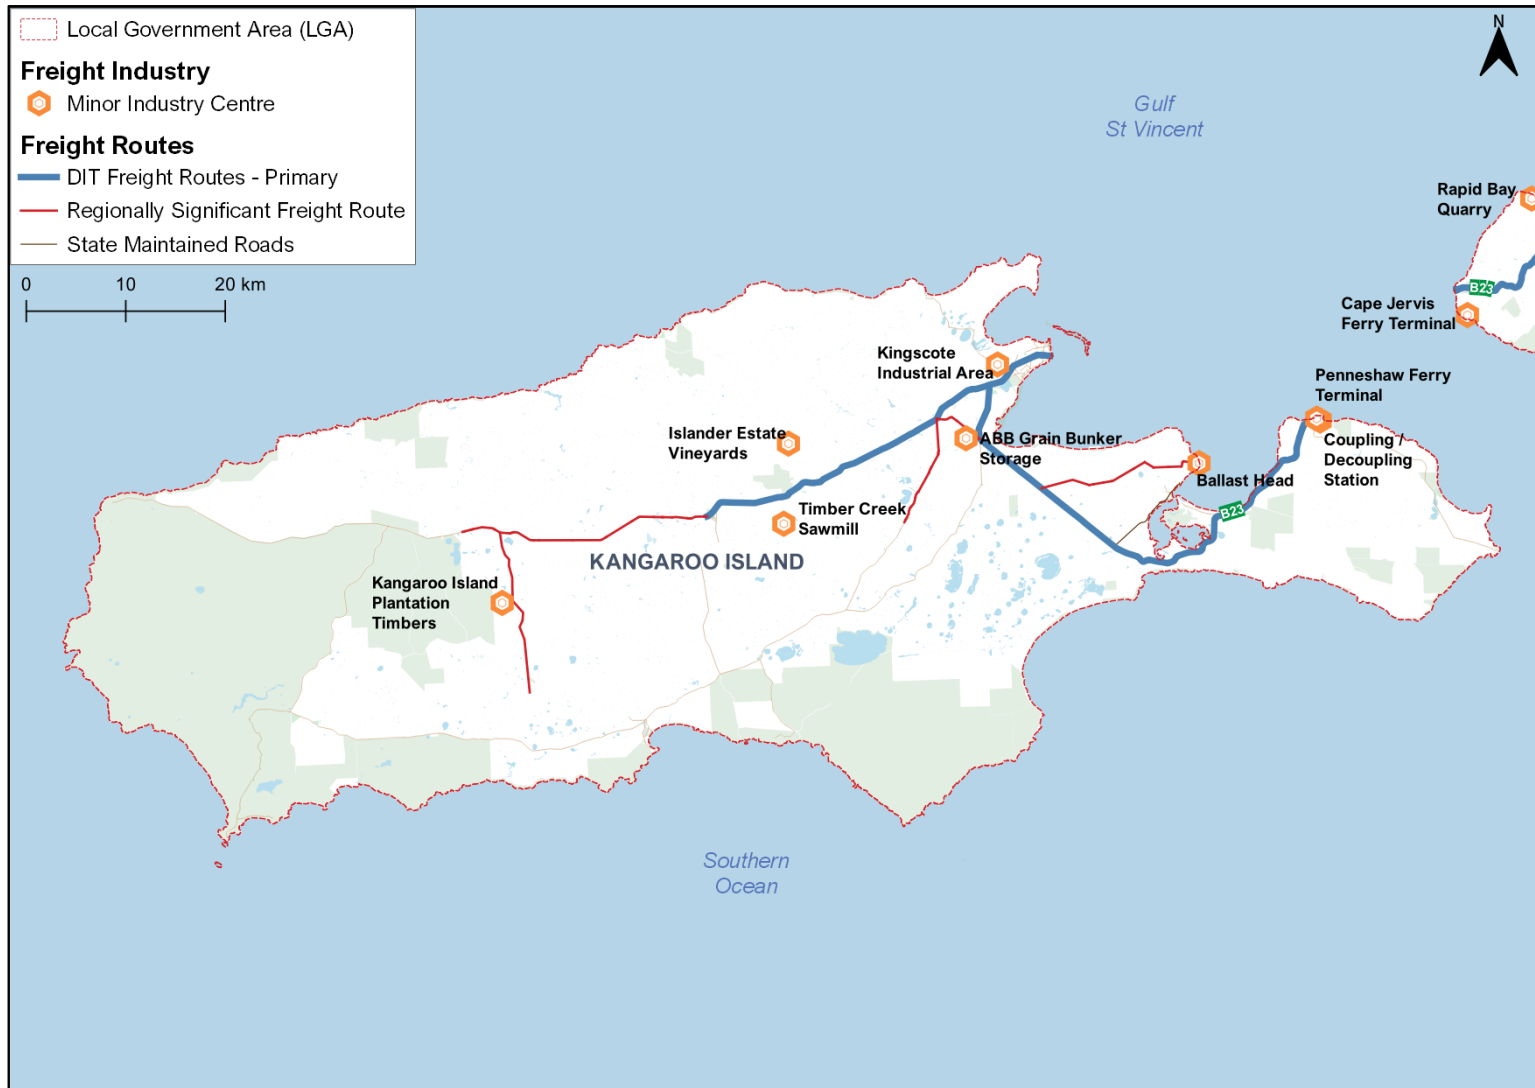 Local Government Area (LGA)
Freight Industry
Minor Industry Centre
Freight Routes
DIT Freight Routes - Primary
Regionally Significant Freight Route
State Maintained Roads
0 10 20 km
N
Gulf
St Vincent
Rapid Bay
Quarry
B23
Cape Jervis
Ferry Terminal
Kingscote
Industrial Area
Penneshaw Ferry
Terminal
Islander Estate
Vineyards
ABB Grain Bunker
Storage
Coupling /
Decoupling
Station
Ballast Head
B23
Timber Creek
Sawmill
KANGAROO ISLAND
Kangaroo Island
Plantation
Timbers
Southern
Ocean